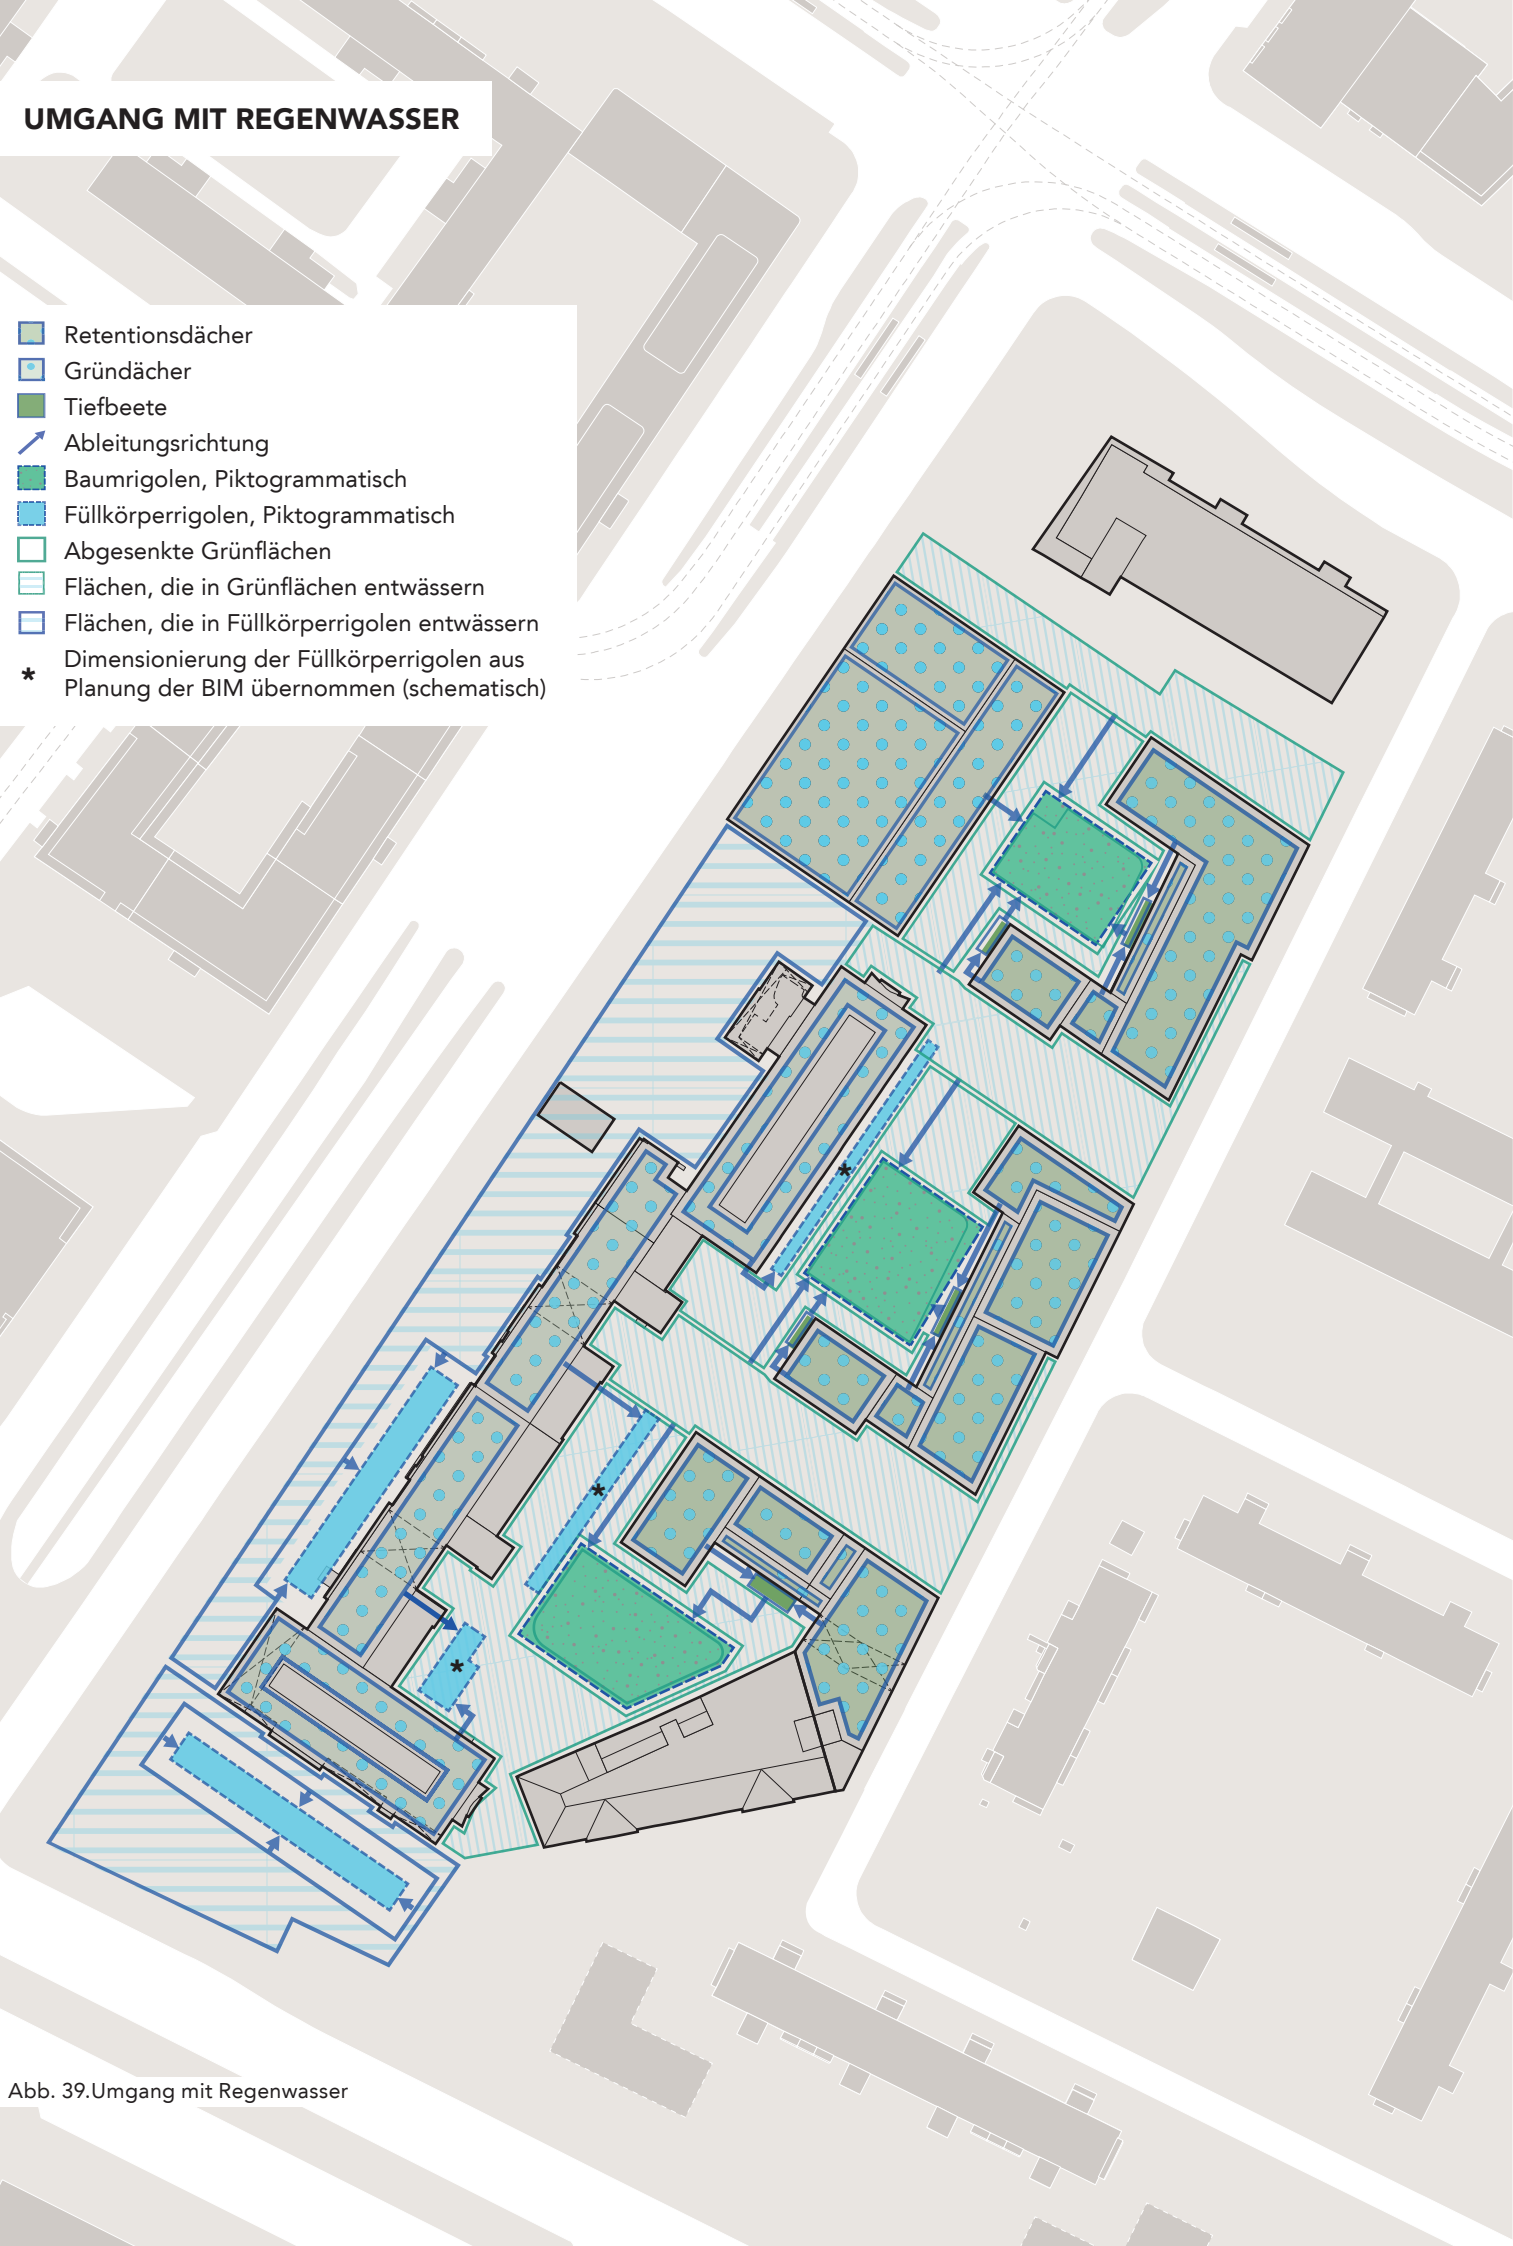 UMGANG MIT REGENWASSER
Retentionsdächer
Gründächer
Tiefbeete
Ableitungsrichtung
Baumrigolen, Piktogrammatisch
Füllkörperrigolen, Piktogrammatisch
Abgesenkte Grünflächen
Flächen, die in Grünflächen entwässern
Flächen, die in Füllkörperrigolen entwässern
* Dimensionierung der Füllkörperrigolen aus
Planung der BIM übernommen (schematisch)
*
*
*
Abb. 39.Umgang mit Regenwasser